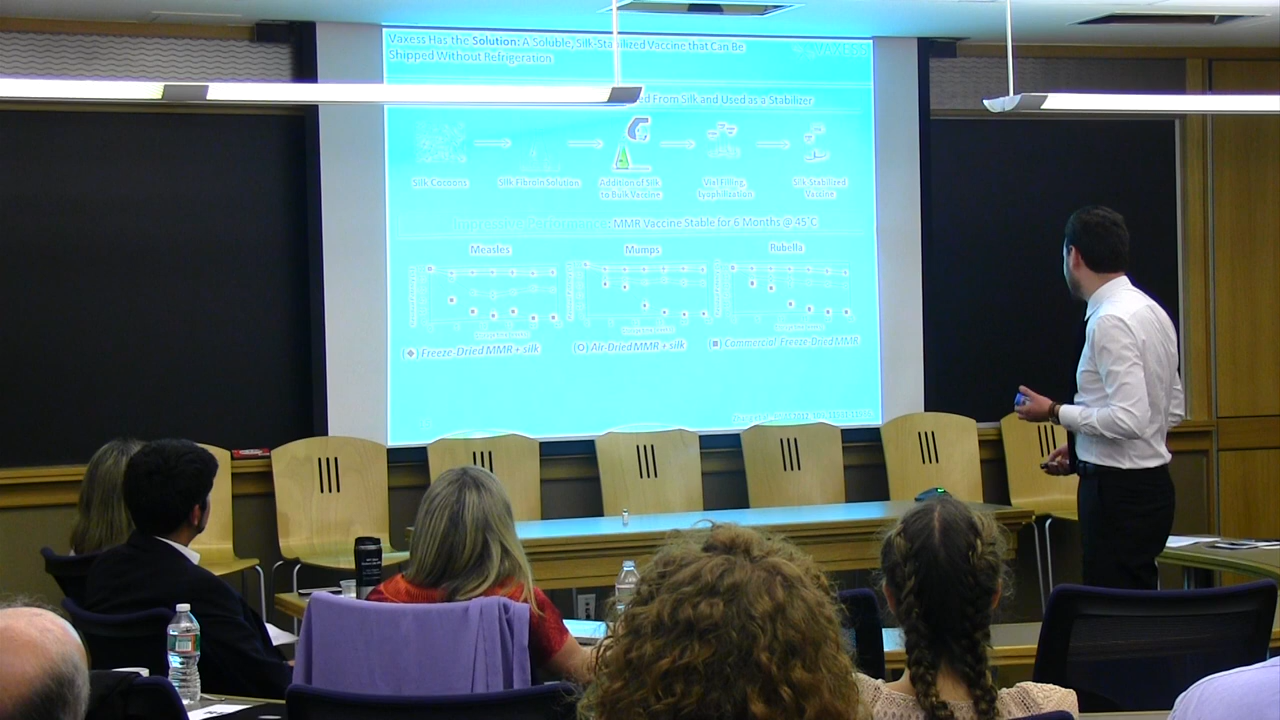 Vaxess Has the Solution: A Soluble, Silk-Stabilized Vaccine that Can Be
Shipped Without Refrigeration
VAXESS
From Silk and Used as a Stabilizer
Silk Cocoons
Silk Fibroin Solution
Addition of Silk
to Bulk Vaccine
Vial Filling,
Lyophilization
Silk-Stabilized
Vaccine
Impressive Performance: MMR Vaccine Stable for 6 Months @ 45°C
Measles
Mumps
Rubella
Freeze-Dried MMR + silk
Air-Dried MMR + silk
Commercial Freeze-Dried MMR